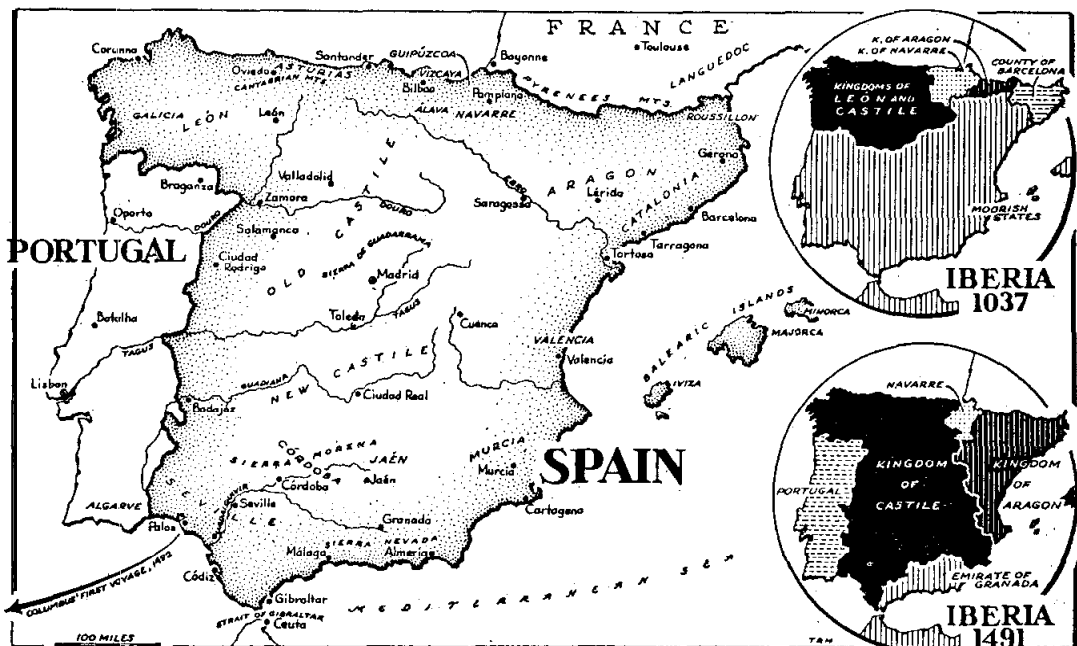 FRANCE
Toulouse
LANGUEDOC
Bayonne
GUIPÚZCOA
Santander
Corunna
ASTURIAS
Oviedo
CANTABRIAN MTS.
VIZCAYA
Bilbao
Pamplona
PYRENEES MTS.
ÁLAVA
NAVARRE
ROUSSILLON
GALICIA
LEÓN
León
Gerona
ARAGON
CATALONIA
Lérida
EBRO
Saragossa
Barcelona
Tarragona
Tortosa
Braganza
Valladolid
Zamora
DOURO
Oporto
DOURO
Salamanca
OLD CASTILE
SIERRA DE GUADARRAMA
PORTUGAL
Ciudad
Rodrigo
Madrid
Batalha
Toledo
TAGUS
Cuenca
TAGUS
VALENCIA
Valencia
BALEARIC ISLANDS
MINORCA
MAJORCA
IVIZA
Lisbon
GUADIANA
NEW CASTILE
Ciudad Real
Badajoz
SIERRA MORENA
CÓRDOBA
JAÉN
Jaén
Córdoba
MURCIA
Murcia
SPAIN
Cartagena
SEVILLE
Seville
ALGARVE
Palos
Granada
SIERRA NEVADA
Málaga
Almería
Cádiz
Gibraltar
STRAIT OF GIBRALTAR
Ceuta
MEDITERRANEAN SEA
COLUMBUS' FIRST VOYAGE, 1492
100 MILES
K. OF ARAGON
K. OF NAVARRE
COUNTY OF
BARCELONA
KINGDOMS OF
LEÓN AND
CASTILE
MOORISH
STATES
IBERIA
1037
NAVARRE
PORTUGAL
KINGDOM
OF
CASTILE
KINGDOM
OF
ARAGON
EMIRATE OF
GRANADA
IBERIA
1491